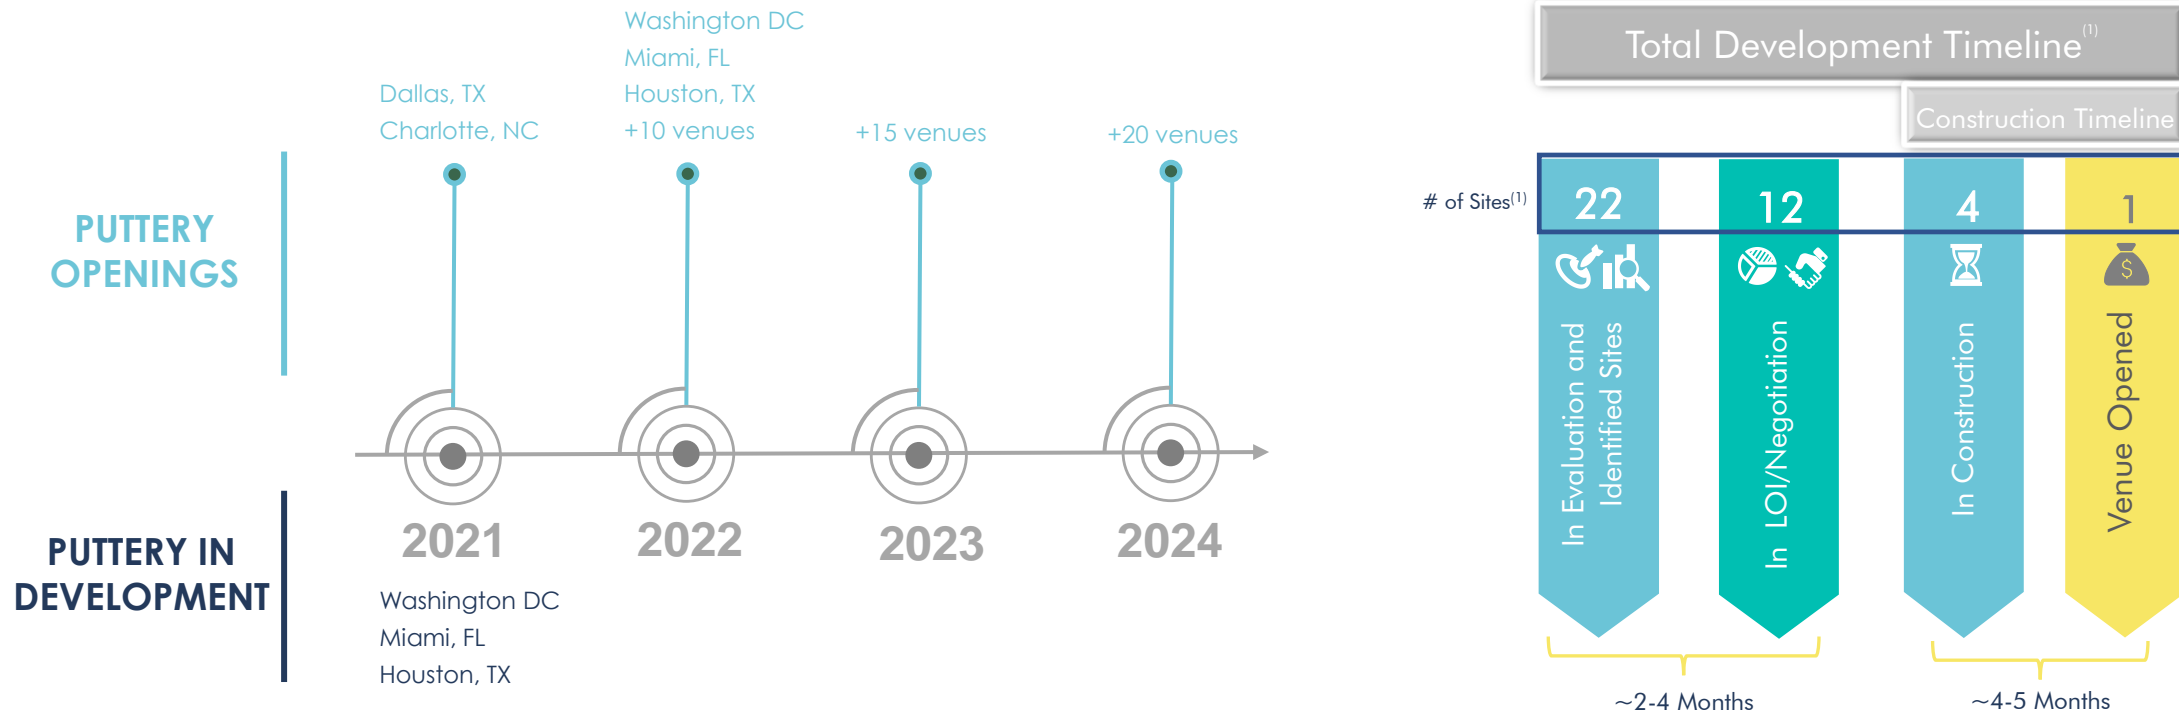 PUTTERY
OPENINGS
Dallas, TX
Charlotte, NC
Washington DC
Miami, FL
Houston, TX
+10 venues
+15 venues
+20 venues
2021
2022
2023
2024
PUTTERY IN
DEVELOPMENT
Washington DC
Miami, FL
Houston, TX
Total Development Timeline(1)
Construction Timeline
# of Sites(1)
22
12
4
1
$
In Evaluation and
Identified Sites
In LOI/Negotiation
In Construction
Venue Opened
~2-4 Months
~4-5 Months